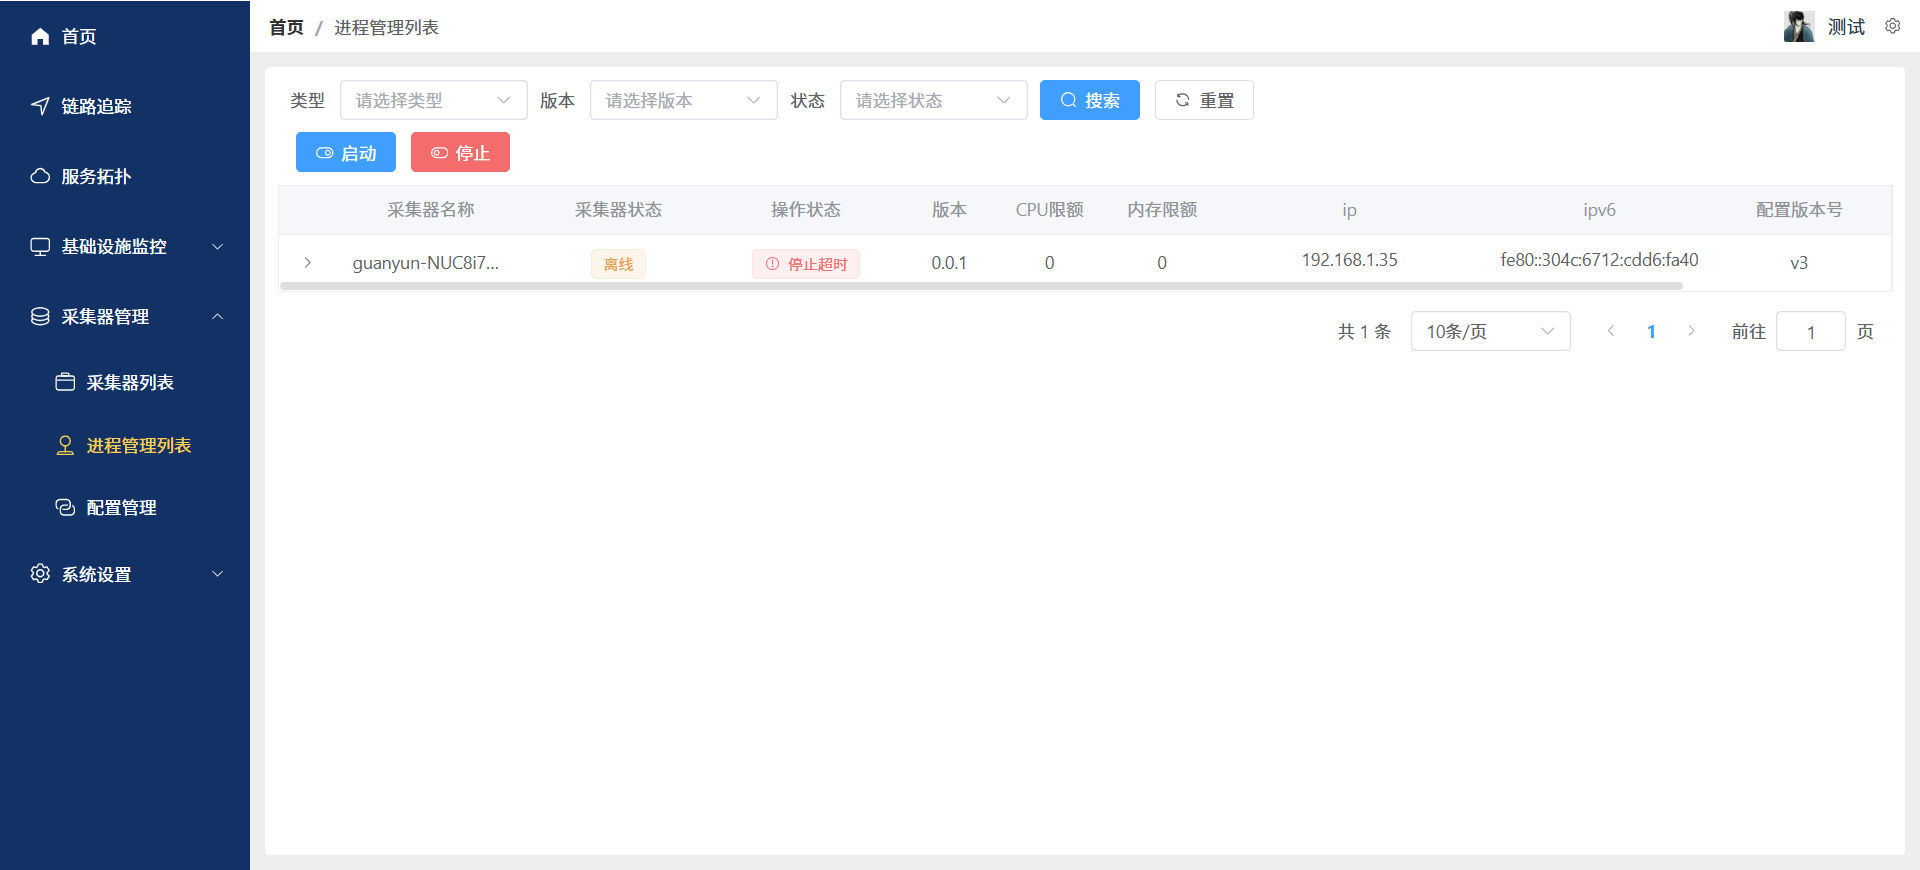 首页
链路追踪
服务拓扑
基础设施监控
采集器管理
采集器列表
进程管理列表
配置管理
系统设置
首页 / 进程管理列表
测试
类型 请选择类型 版本 请选择版本 状态 请选择状态 搜索 重置
启动 停止
采集器名称 采集器状态 操作状态 版本 CPU限额 内存限额 ip ipv6 配置版本号
guanyun-NUC8i7... 离线 停止超时 0.0.1 0 0 192.168.1.35 fe80::304c:6712:cdd6:fa40 v3
共 1 条 10条/页 1 前往 1 页